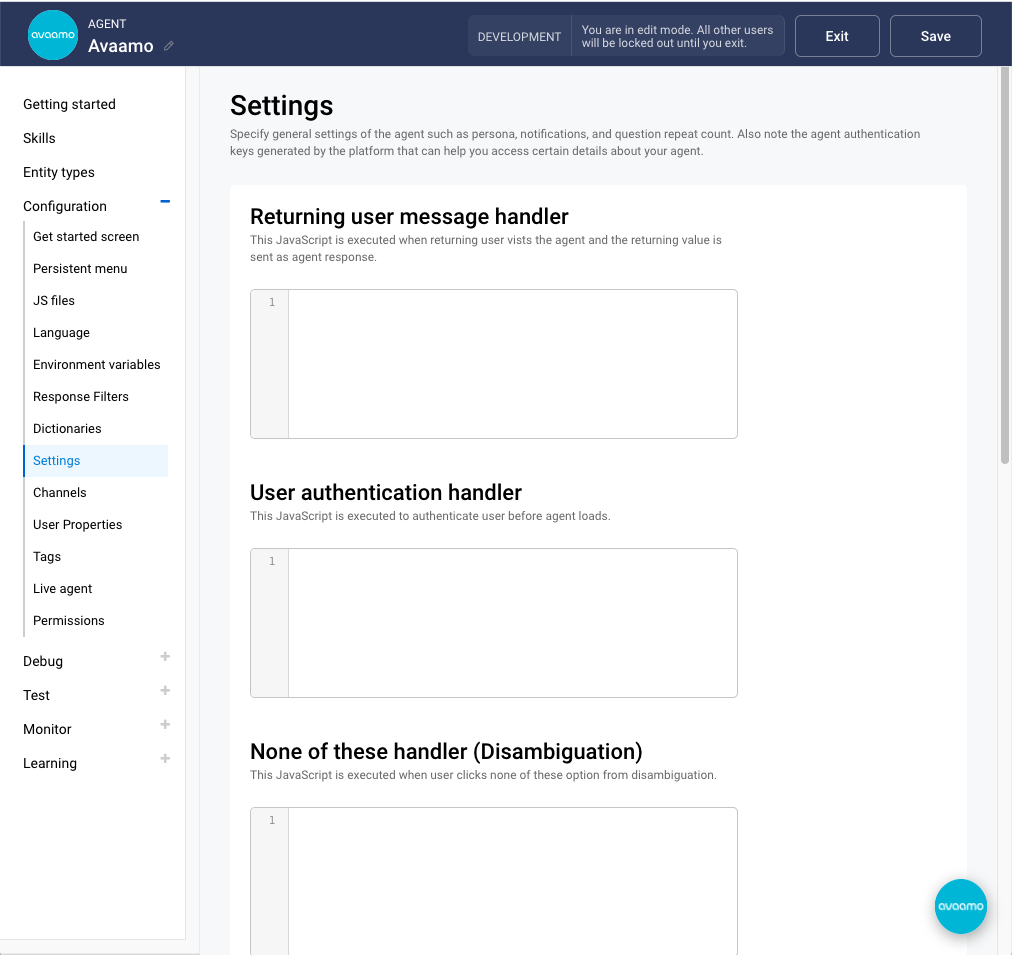 avaamo
AGENT
Avaamo
DEVELOPMENT
You are in edit mode. All other users
will be locked out until you exit.
Exit
Save
Getting started
Skills
Entity types
Configuration
Get started screen
Persistent menu
JS files
Language
Environment variables
Response Filters
Dictionaries
Settings
Channels
User Properties
Tags
Live agent
Permissions
Debug
Test
Monitor
Learning
Settings
Specify general settings of the agent such as persona, notifications, and question repeat count. Also note the agent authentication
keys generated by the platform that can help you access certain details about your agent.
Returning user message handler
This JavaScript is executed when returning user vists the agent and the returning value is
sent as agent response.
1
User authentication handler
This JavaScript is executed to authenticate user before agent loads.
1
None of these handler (Disambiguation)
This JavaScript is executed when user clicks none of these option from disambiguation.
1
avaamo